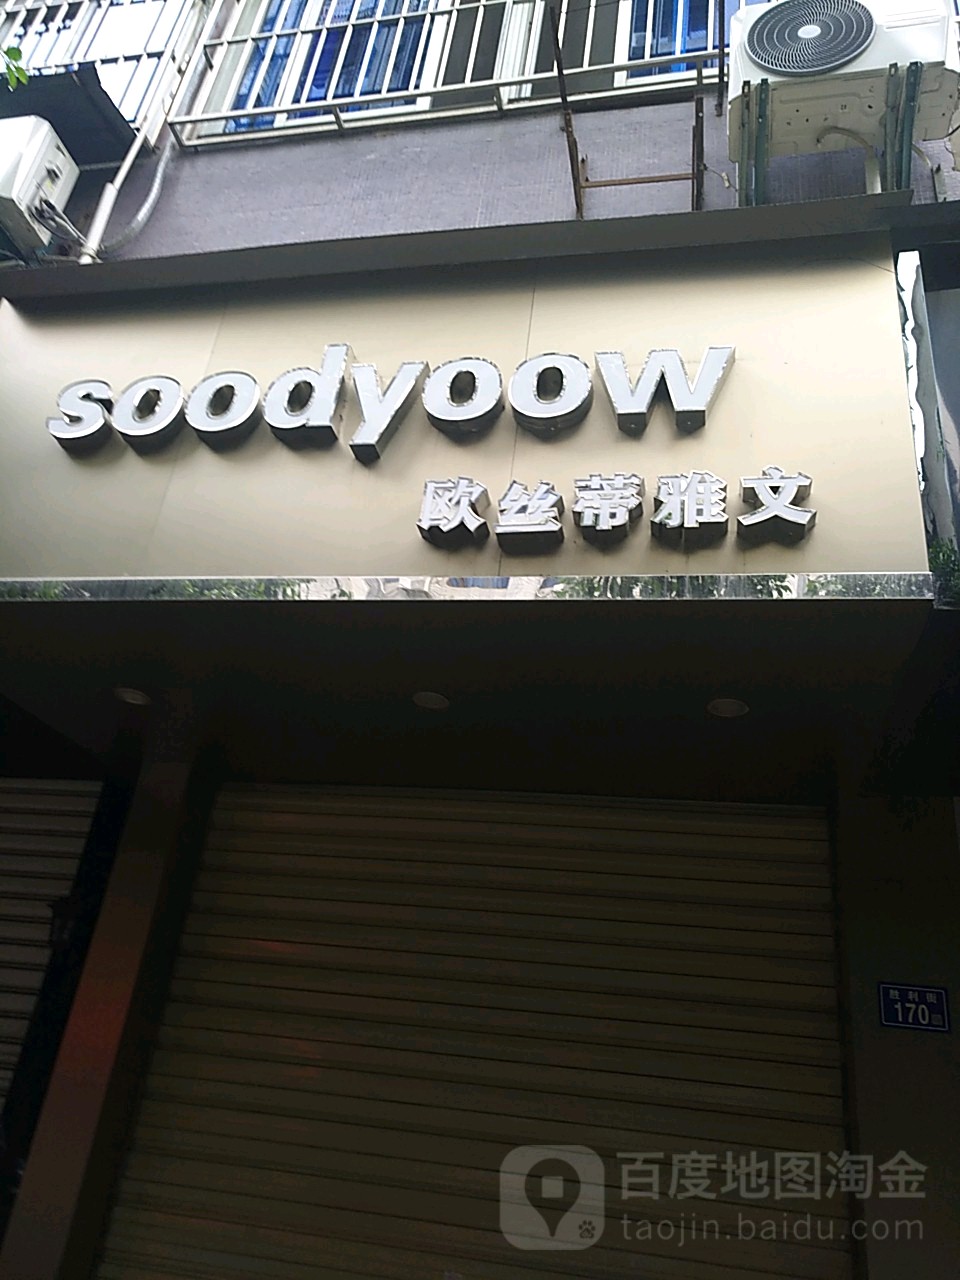 soodyoow
欧丝蒂雅文
胜利街
170
百度地图淘金
taojin.baidu.com